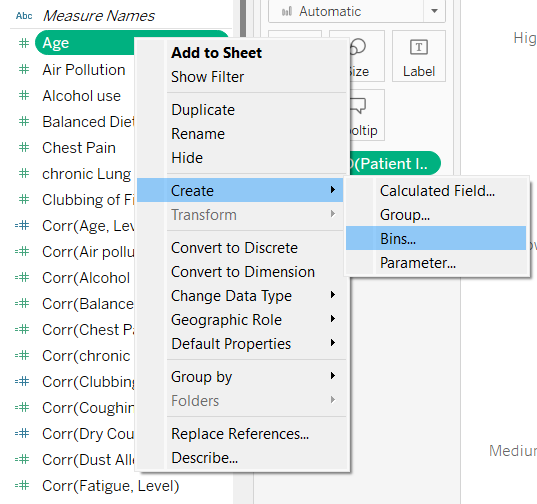 Abc Measure Names
Age
Air Pollution
Alcohol use
Balanced Die
Chest Pain
chronic Lung
Clubbing of Fi
Corr(Age, Lev
Corr(Air pollu
Corr(Alcohol
Corr(Balance
Corr(Chest Pa
Corr(chronic
Corr(Clubbing
Corr(Coughin
Corr(Dry Cou
Corr(Dust Alle
Corr(Fatigue, Level)
Add to Sheet
Show Filter
Duplicate
Rename
Hide
Create
Transform
Convert to Discrete
Convert to Dimension
Change Data Type
Geographic Role
Default Properties
Group by
Folders
Replace References...
Describe...
Calculated Field...
Group...
Bins...
Parameter...
Automatic
Size
Label
ooltip
(Patient I..
Hig
Medium